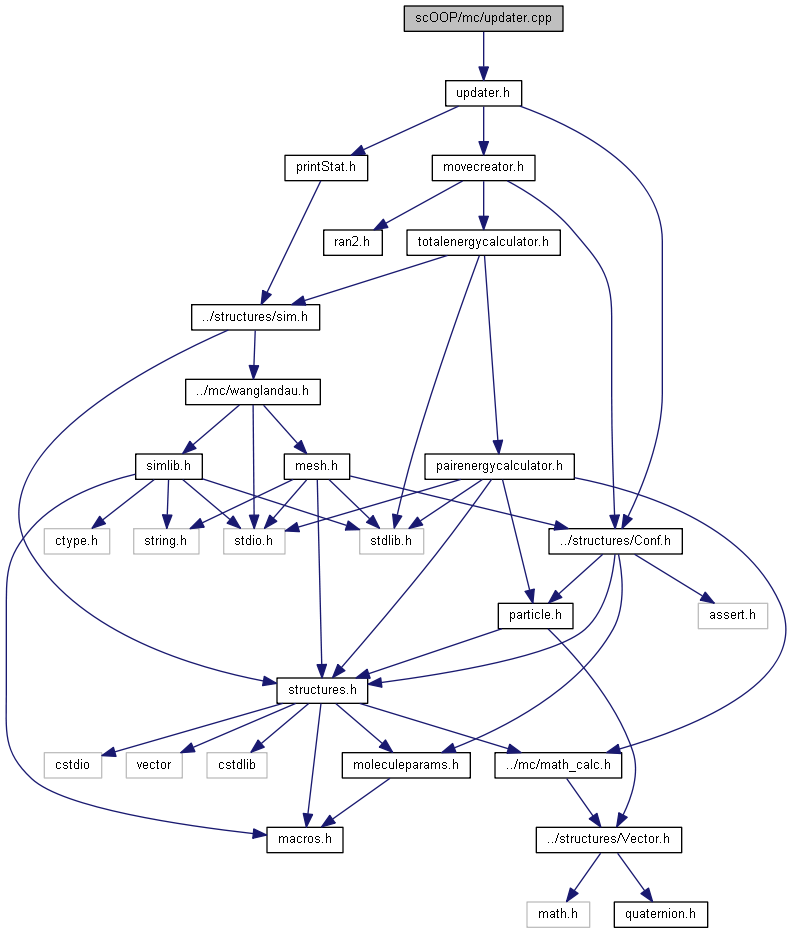 scOOP/mc/updater.cpp
updater.h
printStat.h
movecreator.h
ran2.h
totalenergycalculator.h
../structures/sim.h
../mc/wanglandau.h
simlib.h
mesh.h
pairenergycalculator.h
ctype.h
string.h
stdio.h
stdlib.h
../structures/Conf.h
particle.h
assert.h
structures.h
cstdio
vector
cstdlib
moleculeparams.h
../mc/math_calc.h
macros.h
../structures/Vector.h
math.h
quaternion.h